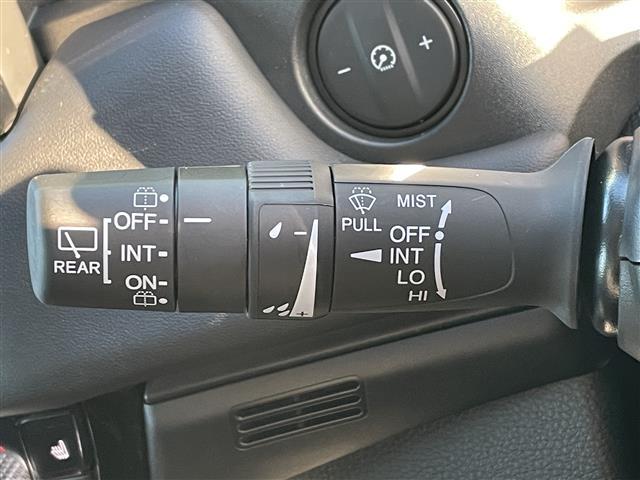 OFF
INT
ON
REAR
PULL
MIST
OFF
INT
LO
HI